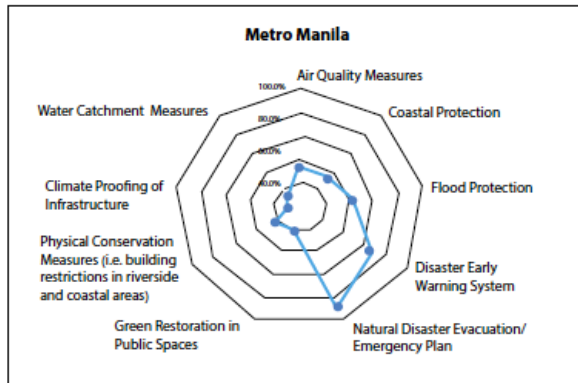 Metro Manila
Air Quality Measures
100.0%
Water Catchment Measures
Coastal Protection
80.0%
60.0%
40.0%
Climate Proofing of
Infrastructure
Flood Protection
Physical Conservation
Measures (i.e. building
restrictions in riverside
and coastal areas)
Disaster Early
Warning System
Green Restoration in
Public Spaces
Natural Disaster Evacuation/
Emergency Plan